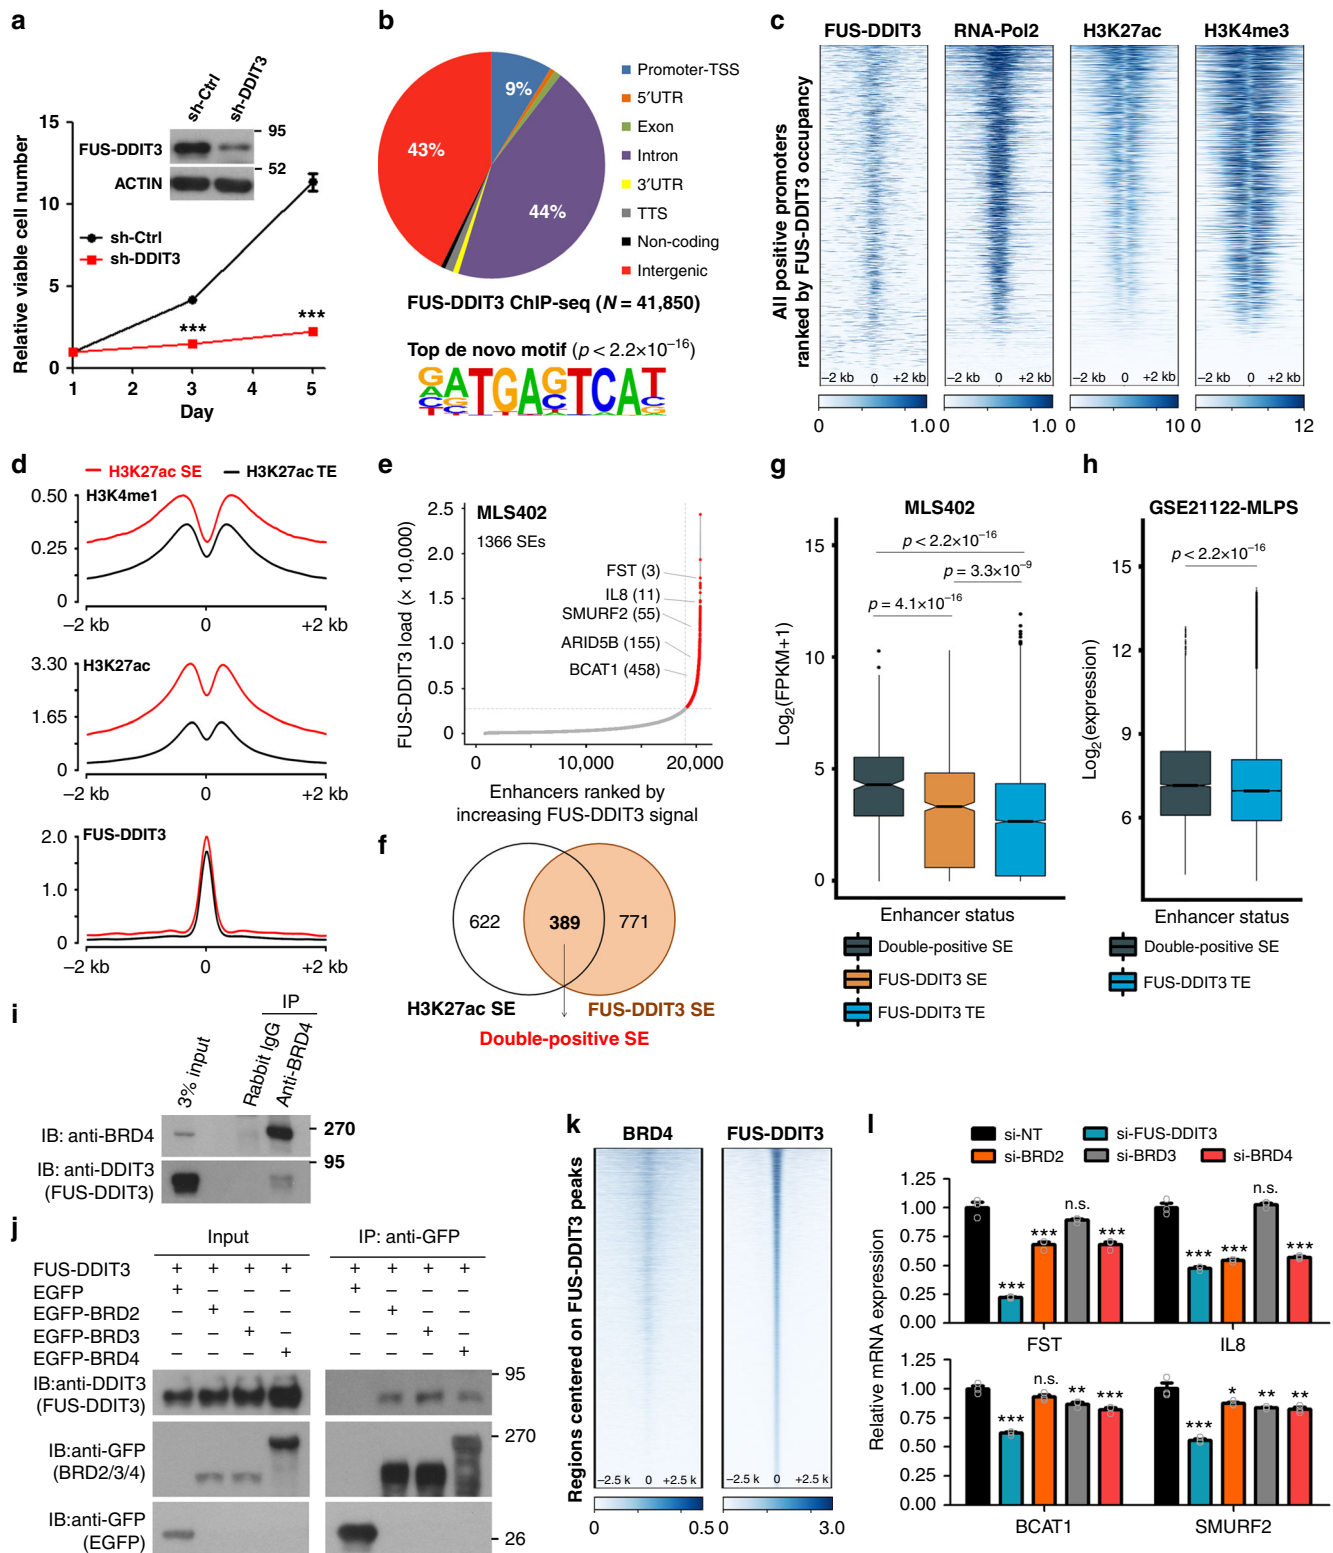 a
sh-Ctrl
sh-DDIT3
15
10
5
0
FUS-DDIT3
ACTIN
95
52
sh-Ctrl
sh-DDIT3
***
***
1 2 3 4 5
Day
Relative viable cell number
b
9%
43%
44%
Promoter-TSS
5′UTR
Exon
Intron
3′UTR
TTS
Non-coding
Intergenic
FUS-DDIT3 ChIP-seq (N = 41,850)
Top de novo motif (p < 2.2×10−16)
c
FUS-DDIT3 RNA-Pol2 H3K27ac H3K4me3
All positive promoters
ranked by FUS-DDIT3 occupancy
−2 kb 0 +2 kb −2 kb 0 +2 kb −2 kb 0 +2 kb −2 kb 0 +2 kb
0 1.0 0 1.0 0 10 0 12
d
H3K27ac SE H3K27ac TE
H3K4me1
0.50
0.25
0
−2 kb 0 +2 kb
H3K27ac
3.30
1.65
0
−2 kb 0 +2 kb
FUS-DDIT3
2.0
1.0
0
−2 kb 0 +2 kb
e
MLS402
1366 SEs
2.5
2.0
1.5
1.0
0.5
0
FST (3)
IL8 (11)
SMURF2 (55)
ARID5B (155)
BCAT1 (458)
FUS-DDIT3 load (× 10,000)
0 10,000 20,000
Enhancers ranked by
increasing FUS-DDIT3 signal
f
622 389 771
H3K27ac SE FUS-DDIT3 SE
Double-positive SE
g
MLS402
p < 2.2×10−16
p = 3.3×10−9
p = 4.1×10−16
15
10
5
0
Log2(FPKM+1)
Enhancer status
Double-positive SE
FUS-DDIT3 SE
FUS-DDIT3 TE
h
GSE21122-MLPS
p < 2.2×10−16
15
12
9
6
Log2(expression)
Enhancer status
Double-positive SE
FUS-DDIT3 TE
i
IP
3% input
Rabbit IgG
Anti-BRD4
IB: anti-BRD4
270
IB: anti-DDIT3
(FUS-DDIT3)
95
j
Input IP: anti-GFP
FUS-DDIT3 + + + + + + + +
EGFP + − − − + − − −
EGFP-BRD2 − + − − − + − −
EGFP-BRD3 − − + − − − + −
EGFP-BRD4 − − − + − − − +
IB:anti-DDIT3
(FUS-DDIT3)
95
IB:anti-GFP
(BRD2/3/4)
270
IB:anti-GFP
(EGFP)
26
k
BRD4 FUS-DDIT3
Regions centered on FUS-DDIT3 peaks
−2.5 k 0 +2.5 k −2.5 k 0 +2.5 k
0 0.5 0 3.0
l
si-NT si-FUS-DDIT3
si-BRD2 si-BRD3 si-BRD4
Relative mRNA expression
1.25
1.00
0.75
0.50
0.25
0.00
*** *** n.s. ***
*** *** n.s. ***
FST IL8
1.25
1.00
0.75
0.50
0.25
0.00
*** n.s. ** ***
*** * ** **
BCAT1 SMURF2